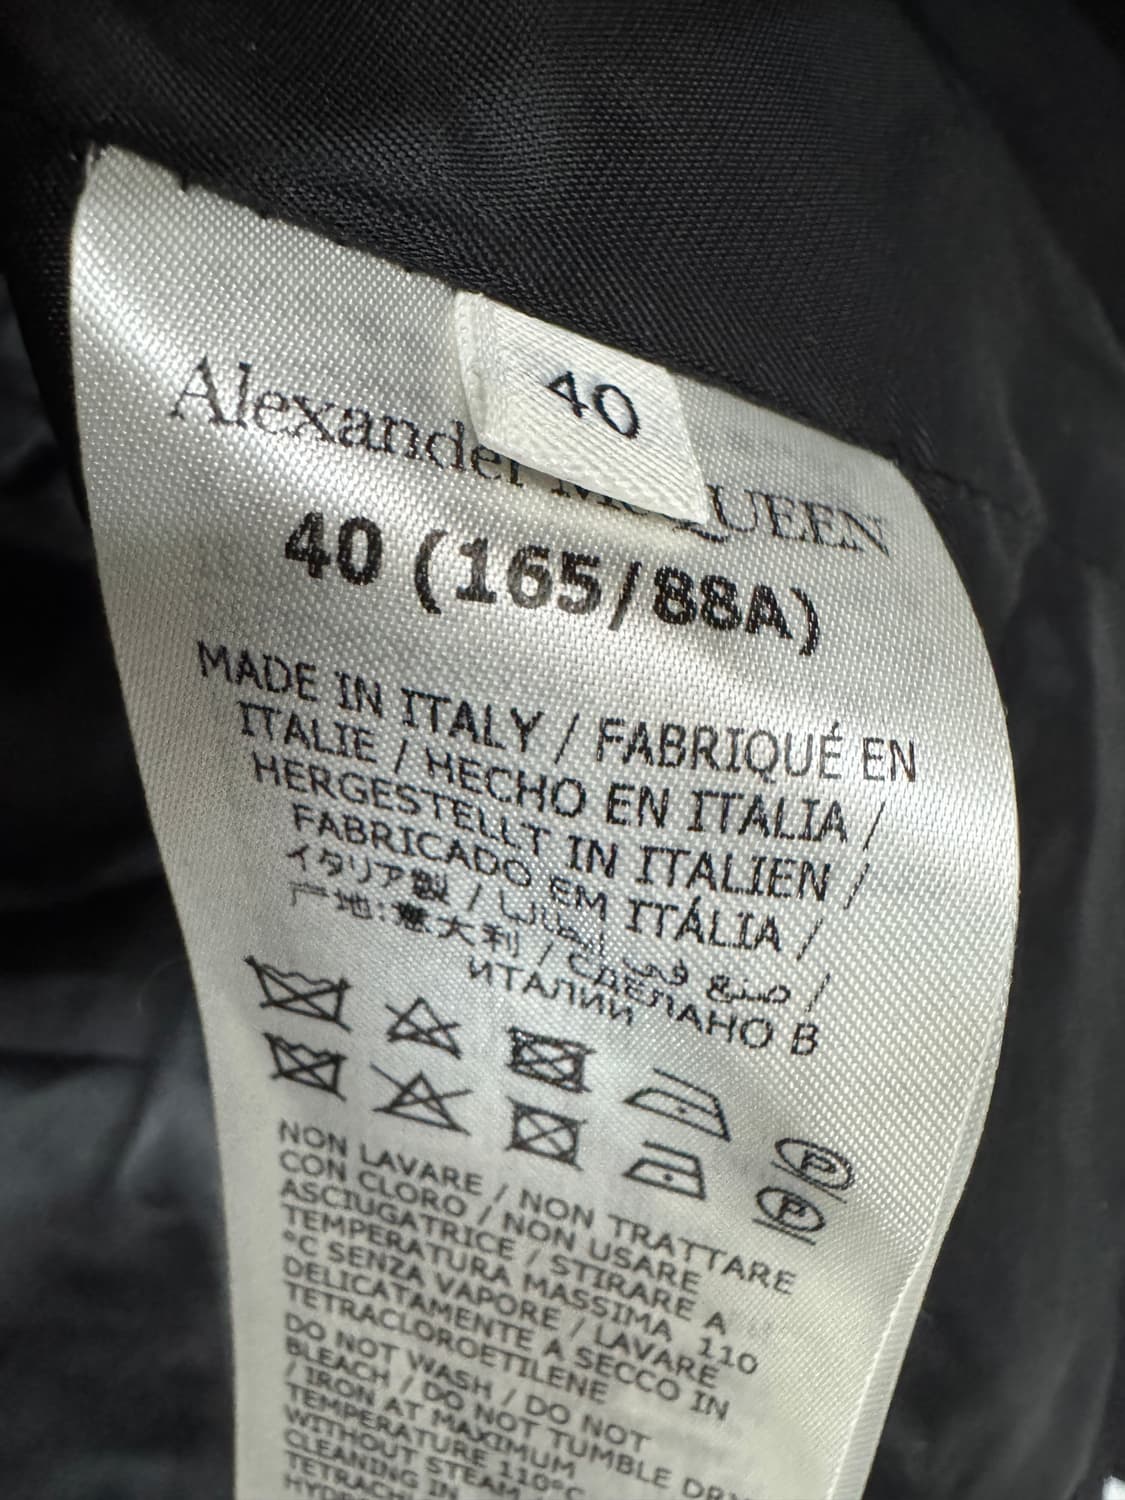 40
Alexander McQUEEN
40 (165/88A)
MADE IN ITALY / FABRIQUÉ EN
ITALIE / HECHO EN ITALIA /
HERGESTELLT IN ITALIEN /
FABRICADO EM ITÁLIA /
イタリア製 / صنع في إيطاليا /
产地:意大利 / СДЕЛАНО В
ИТАЛИИ
P
P
NON LAVARE / NON TRATTARE
CON CLORO / NON USARE
ASCIUGATRICE / STIRARE A
TEMPERATURA MASSIMA 110
°C SENZA VAPORE / LAVARE
DELICATAMENTE A SECCO IN
TETRACLOROETILENE
DO NOT WASH / DO NOT
BLEACH / DO NOT TUMBLE DRY
/ IRON AT MAXIMUM
TEMPERATURE 110°C
WITHOUT STEAM /
CLEANING IN